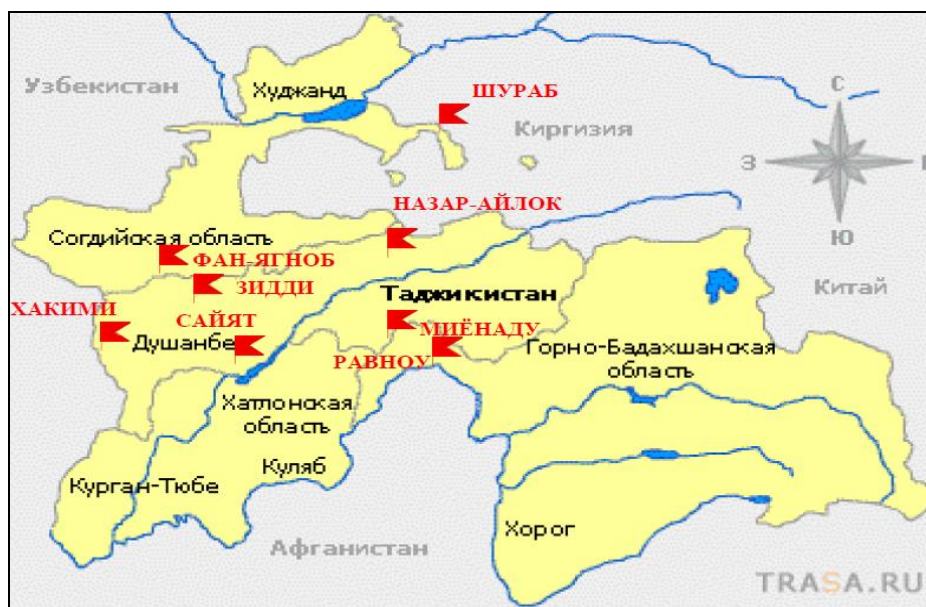 Узбекистан
Худжанд
ШУРАБ
Киргизия
С
З
Ю
НАЗАР-АЙЛОК
Согдийская область
ФАН-ЯГНОБ
ЗИДДИ
Китай
Таджикистан
ХАКИМИ
САЙЯТ
Душанбе
МИЁНАДУ
РАВНОУ
Горно-Бадахшанская
область
Хатлонская
область
Куляб
Курган-Тюбе
Хорог
Афганистан
TRASA.RU